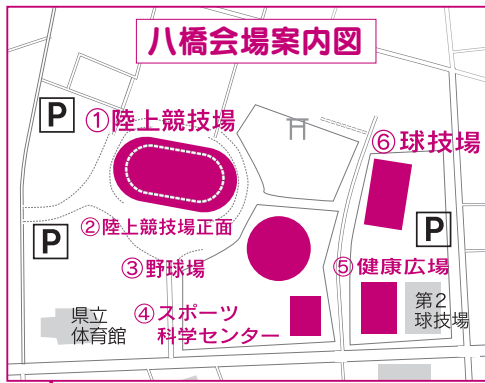 八橋会場案内図
P
①陸上競技場
⑥球技場
②陸上競技場正面
P
P
③野球場
⑤健康広場
④スポーツ
科学センター
県立
体育館
第2
球技場